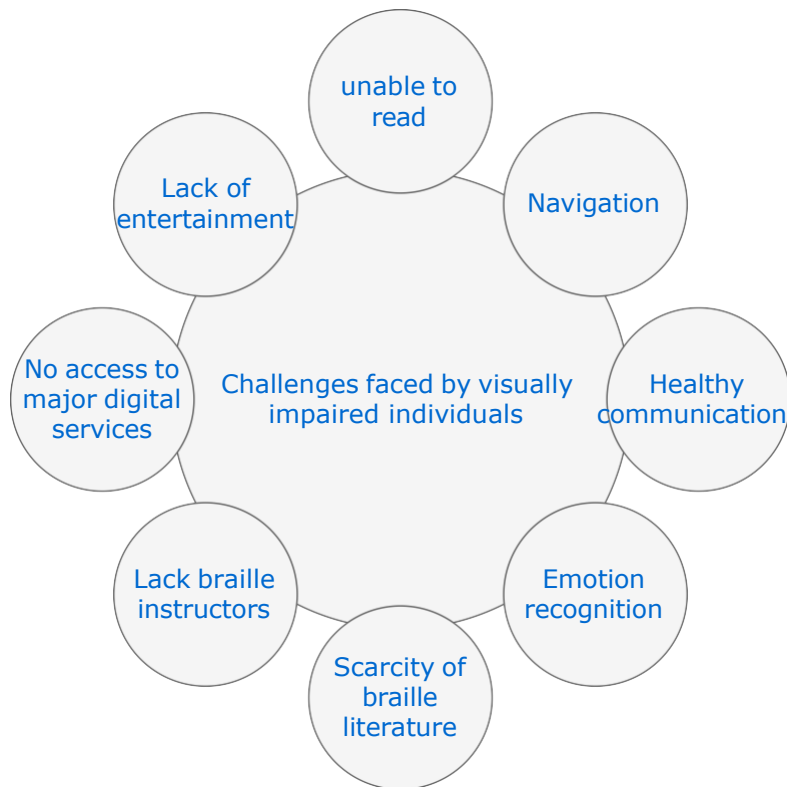 unable to
read
Navigation
Healthy
communication
Emotion
recognition
Scarcity of
braille
literature
Lack braille
instructors
No access to
major digital
services
Lack of
entertainment
Challenges faced by visually
impaired individuals